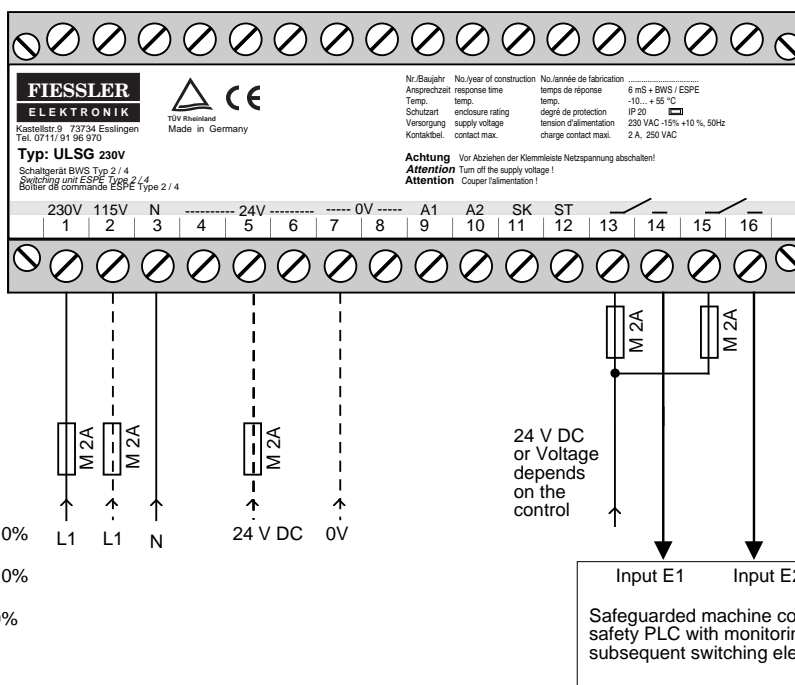 FIESSLER
ELEKTRONIK
Kastellstr.9 73734 Esslingen
Tel. 0711/ 91 96 970
Typ: ULSG 230V
Schaltgerät BWS Typ 2 / 4
Switching unit ESPE Type 2 / 4
Boîtier de commande ESPE Type 2 / 4
TÜV Rheinland
Made in Germany
CE
Nr./Baujahr No./year of construction No./année de fabrication ................................
Ansprechzeit response time temps de réponse 6 mS + BWS / ESPE
Temp. temp. temp. -10... + 55 °C
Schutzart enclosure rating degré de protection IP 20
Versorgung supply voltage tension d'alimentation 230 VAC -15% +10 %, 50Hz
Kontaktbel. contact max. charge contact maxi. 2 A, 250 VAC
Achtung Vor Abziehen der Klemmleiste Netzspannung abschalten!
Attention Turn off the supply voltage !
Attention Couper l'alimentation !
230V 115V N ---------- 24V --------- ----- 0V ----- A1 A2 SK ST
1 2 3 4 5 6 7 8 9 10 11 12 13 14 15 16
M 2A M 2A
M 2A M 2A M 2A
24 V DC
or Voltage
depends
on the
control
0% L1 L1 N 24 V DC 0V
0%
%
Input E1 Input E2
Safeguarded machine co
safety PLC with monitorin
subsequent switching ele